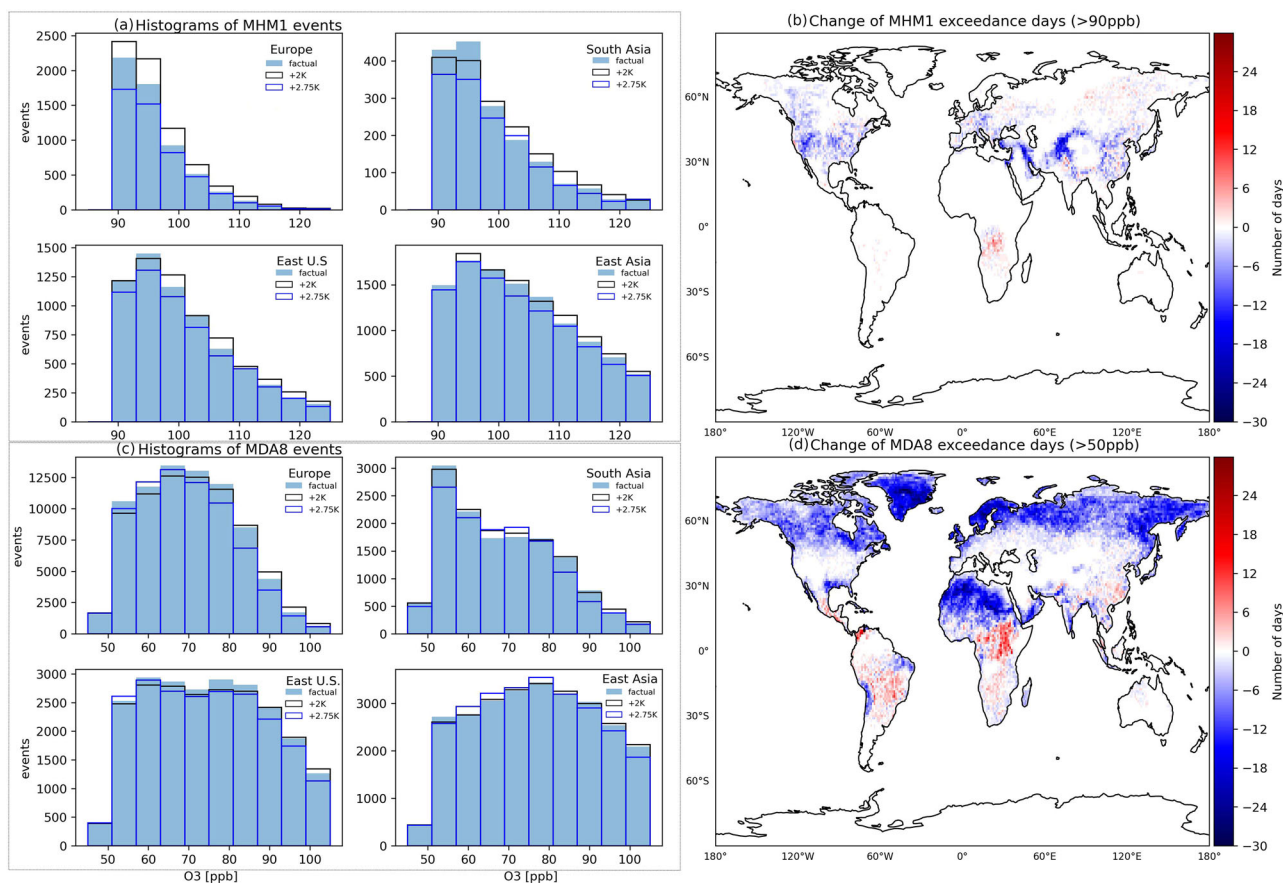 (a) Histograms of MHM1 events
Europe
factual
+2K
+2.75K
2500
2000
1500
1000
500
0
90 100 110 120
events
South Asia
factual
+2K
+2.75K
400
300
200
100
0
90 100 110 120
East U.S
factual
+2K
+2.75K
1500
1250
1000
750
500
250
0
90 100 110 120
events
East Asia
factual
+2K
+2.75K
1500
1000
500
0
90 100 110 120
(b) Change of MHM1 exceedance days (>90ppb)
60°N
30°N
0°
30°S
60°S
180° 120°W 60°W 0° 60°E 120°E 180°
24
18
12
6
0
−6
−12
−18
−24
−30
Number of days
(c) Histograms of MDA8 events
Europe
factual
+2K
+2.75K
12500
10000
7500
5000
2500
0
50 60 70 80 90 100
events
South Asia
factual
+2K
+2.75K
3000
2500
2000
1500
1000
500
0
50 60 70 80 90 100
East U.S.
factual
+2K
+2.75K
3000
2500
2000
1500
1000
500
0
50 60 70 80 90 100
events
O3 [ppb]
East Asia
factual
+2K
+2.75K
3000
2000
1000
0
50 60 70 80 90 100
O3 [ppb]
(d) Change of MDA8 exceedance days (>50ppb)
60°N
30°N
0°
30°S
60°S
180° 120°W 60°W 0° 60°E 120°E 180°
24
18
12
6
0
−6
−12
−18
−24
−30
Number of days